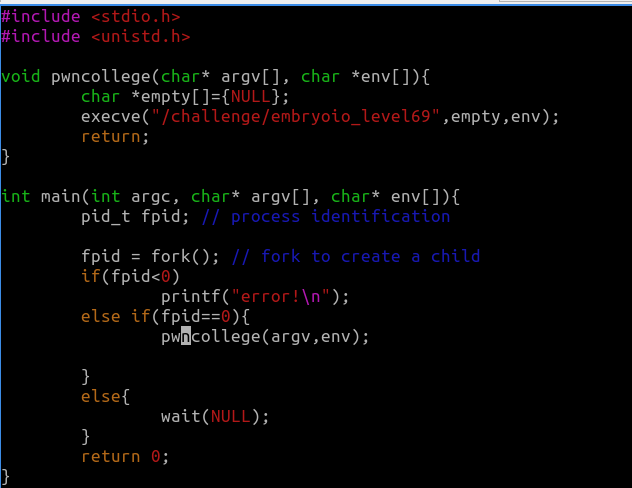 #include <stdio.h>
#include <unistd.h>
void pwncollege(char* argv[], char *env[]){
char *empty[]={NULL};
execve("/challenge/embryoio_level69",empty,env);
return;
}
int main(int argc, char* argv[], char* env[]){
pid_t fpid; // process identification
fpid = fork(); // fork to create a child
if(fpid<0)
printf("error!\n");
else if(fpid==0){
pwncollege(argv,env);
}
else{
wait(NULL);
}
return 0;
}